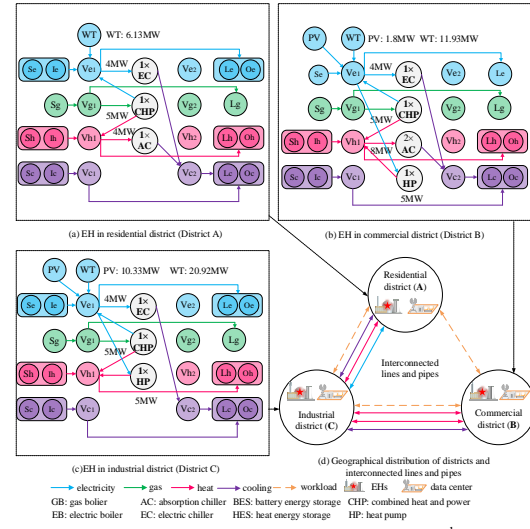 WT
WT: 6.13MW
Se Ie Ve1 4MW 1× EC Ve2 Le Oe
Sg Vg1 1× CHP Vg2 Lg
5MW
Sh Ih Vh1 4MW 1× AC Vh2 Lh Oh
Sc Ic Vc1 Vc2 Lc Oc
(a) EH in residential district (District A)
PV WT PV: 1.8MW WT: 11.93MW
Se Ve1 4MW 1× EC Ve2 Le
Sg Vg1 1× CHP Vg2 Lg
5MW
Sh Ih Vh1 2× AC Vh2 Lh Oh
8MW
Sc Ic Vc1 1× HP Vc2 Lc Oc
5MW
(b) EH in commercial district (District B)
PV WT PV: 10.33MW WT: 20.92MW
Se Ie Ve1 4MW 1× EC Ve2 Le Oe
Sg Vg1 1× CHP Vg2 Lg
5MW
Sh Ih Vh1 1× HP Vh2 Lh Oh
5MW
Sc Ic Vc1 Vc2 Lc Oc
(c)EH in industrial district (District C)
Residential
district (A)
Interconnected
lines and pipes
Industrial
district (C)
Commercial
district (B)
(d) Geographical distribution of districts and
interconnected lines and pipes
electricity gas heat cooling workload EHs data center
GB: gas bolier AC: absorption chiller BES: battery energy storage CHP: combined heat and power
EB: electric boiler EC: electric chiller HES: heat energy storage HP: heat pump